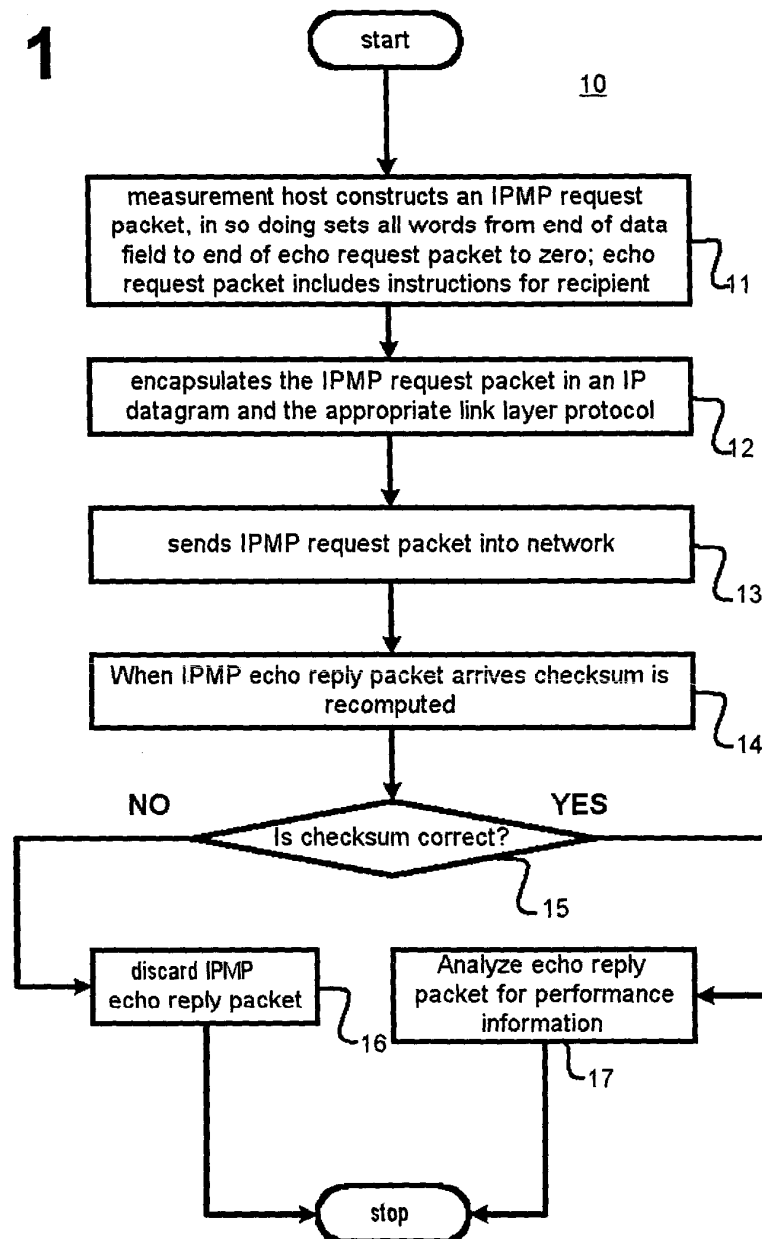 1
start
10
measurement host constructs an IPMP request
packet, in so doing sets all words from end of data
field to end of echo request packet to zero; echo
request packet includes instructions for recipient
11
encapsulates the IPMP request packet in an IP
datagram and the appropriate link layer protocol
12
sends IPMP request packet into network
13
When IPMP echo reply packet arrives checksum is
recomputed
14
NO
YES
Is checksum correct?
15
discard IPMP
echo reply packet
16
Analyze echo reply
packet for performance
information
17
stop